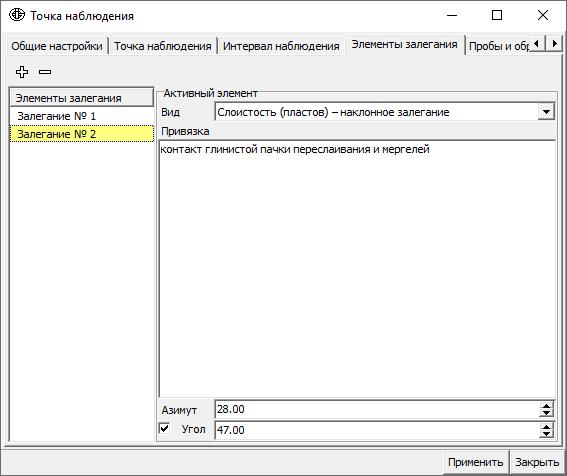 Точка наблюдения
Общие настройки Точка наблюдения Интервал наблюдения Элементы залегания Пробы и обр
Элементы залегания
Залегание № 1
Залегание № 2
Активный элемент
Вид Слоистость (пластов) – наклонное залегание
Привязка
контакт глинистой пачки переслаивания и мергелей
Азимут 28.00
Угол 47.00
Применить Закрыть